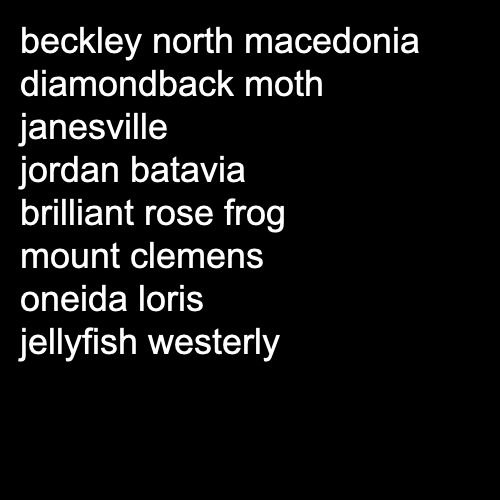 beckley north macedonia
diamondback moth
janesville
jordan batavia
brilliant rose frog
mount clemens
oneida loris
jellyfish westerly